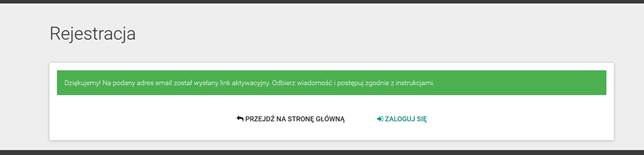 Rejestracja
Dziękujemy! Na podany adres email został wysłany link aktywacyjny. Odbierz wiadomość i postępuj zgodnie z instrukcjami.
PRZEJDŹ NA STRONĘ GŁÓWNĄ ZALOGUJ SIĘ